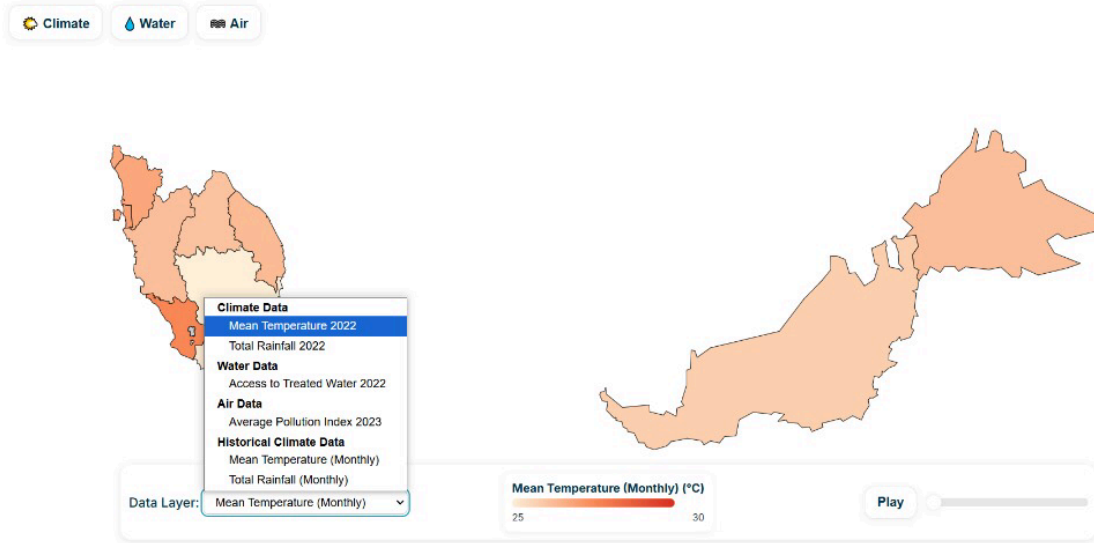 Climate
Water
Air
Climate Data
Mean Temperature 2022
Total Rainfall 2022
Water Data
Access to Treated Water 2022
Air Data
Average Pollution Index 2023
Historical Climate Data
Mean Temperature (Monthly)
Total Rainfall (Monthly)
Data Layer: Mean Temperature (Monthly)
Mean Temperature (Monthly) (°C)
25 30
Play